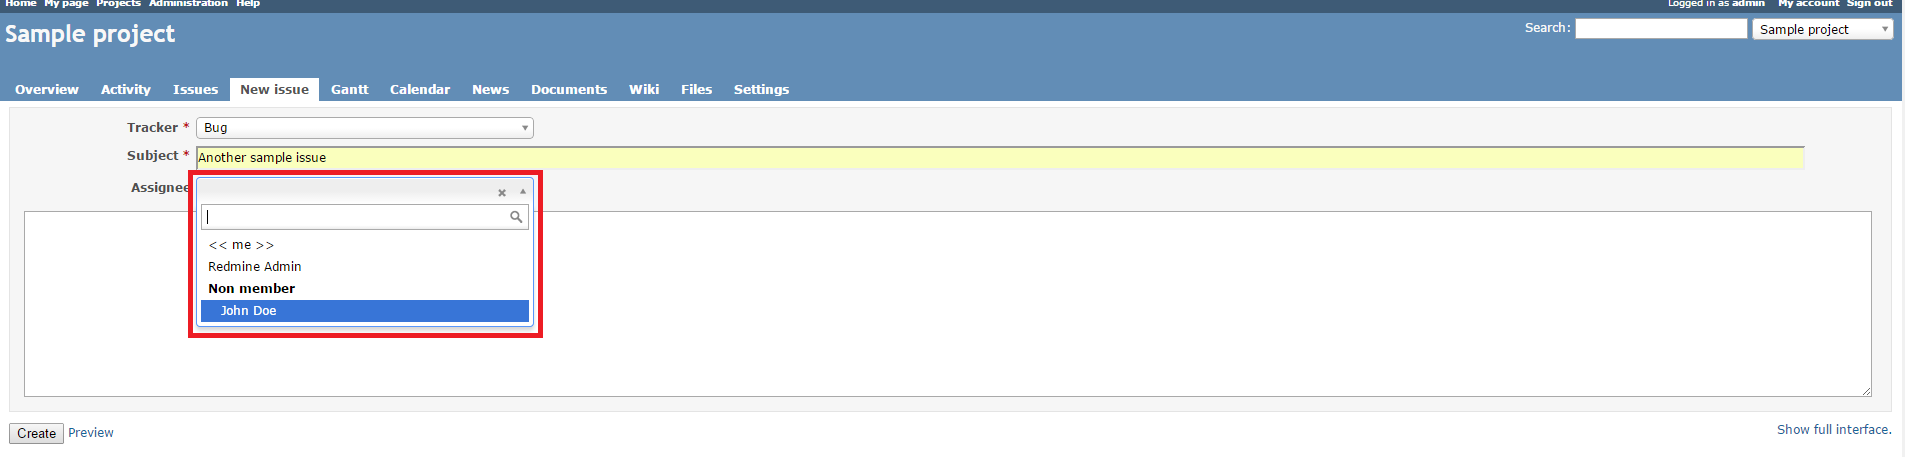 Home My page Projects Administration Help Logged in as admin My account Sign out
Sample project Search: Sample project
Overview Activity Issues New issue Gantt Calendar News Documents Wiki Files Settings
Tracker * Bug
Subject * Another sample issue
Assignee
<< me >>
Redmine Admin
Non member
John Doe
Create Preview Show full interface.